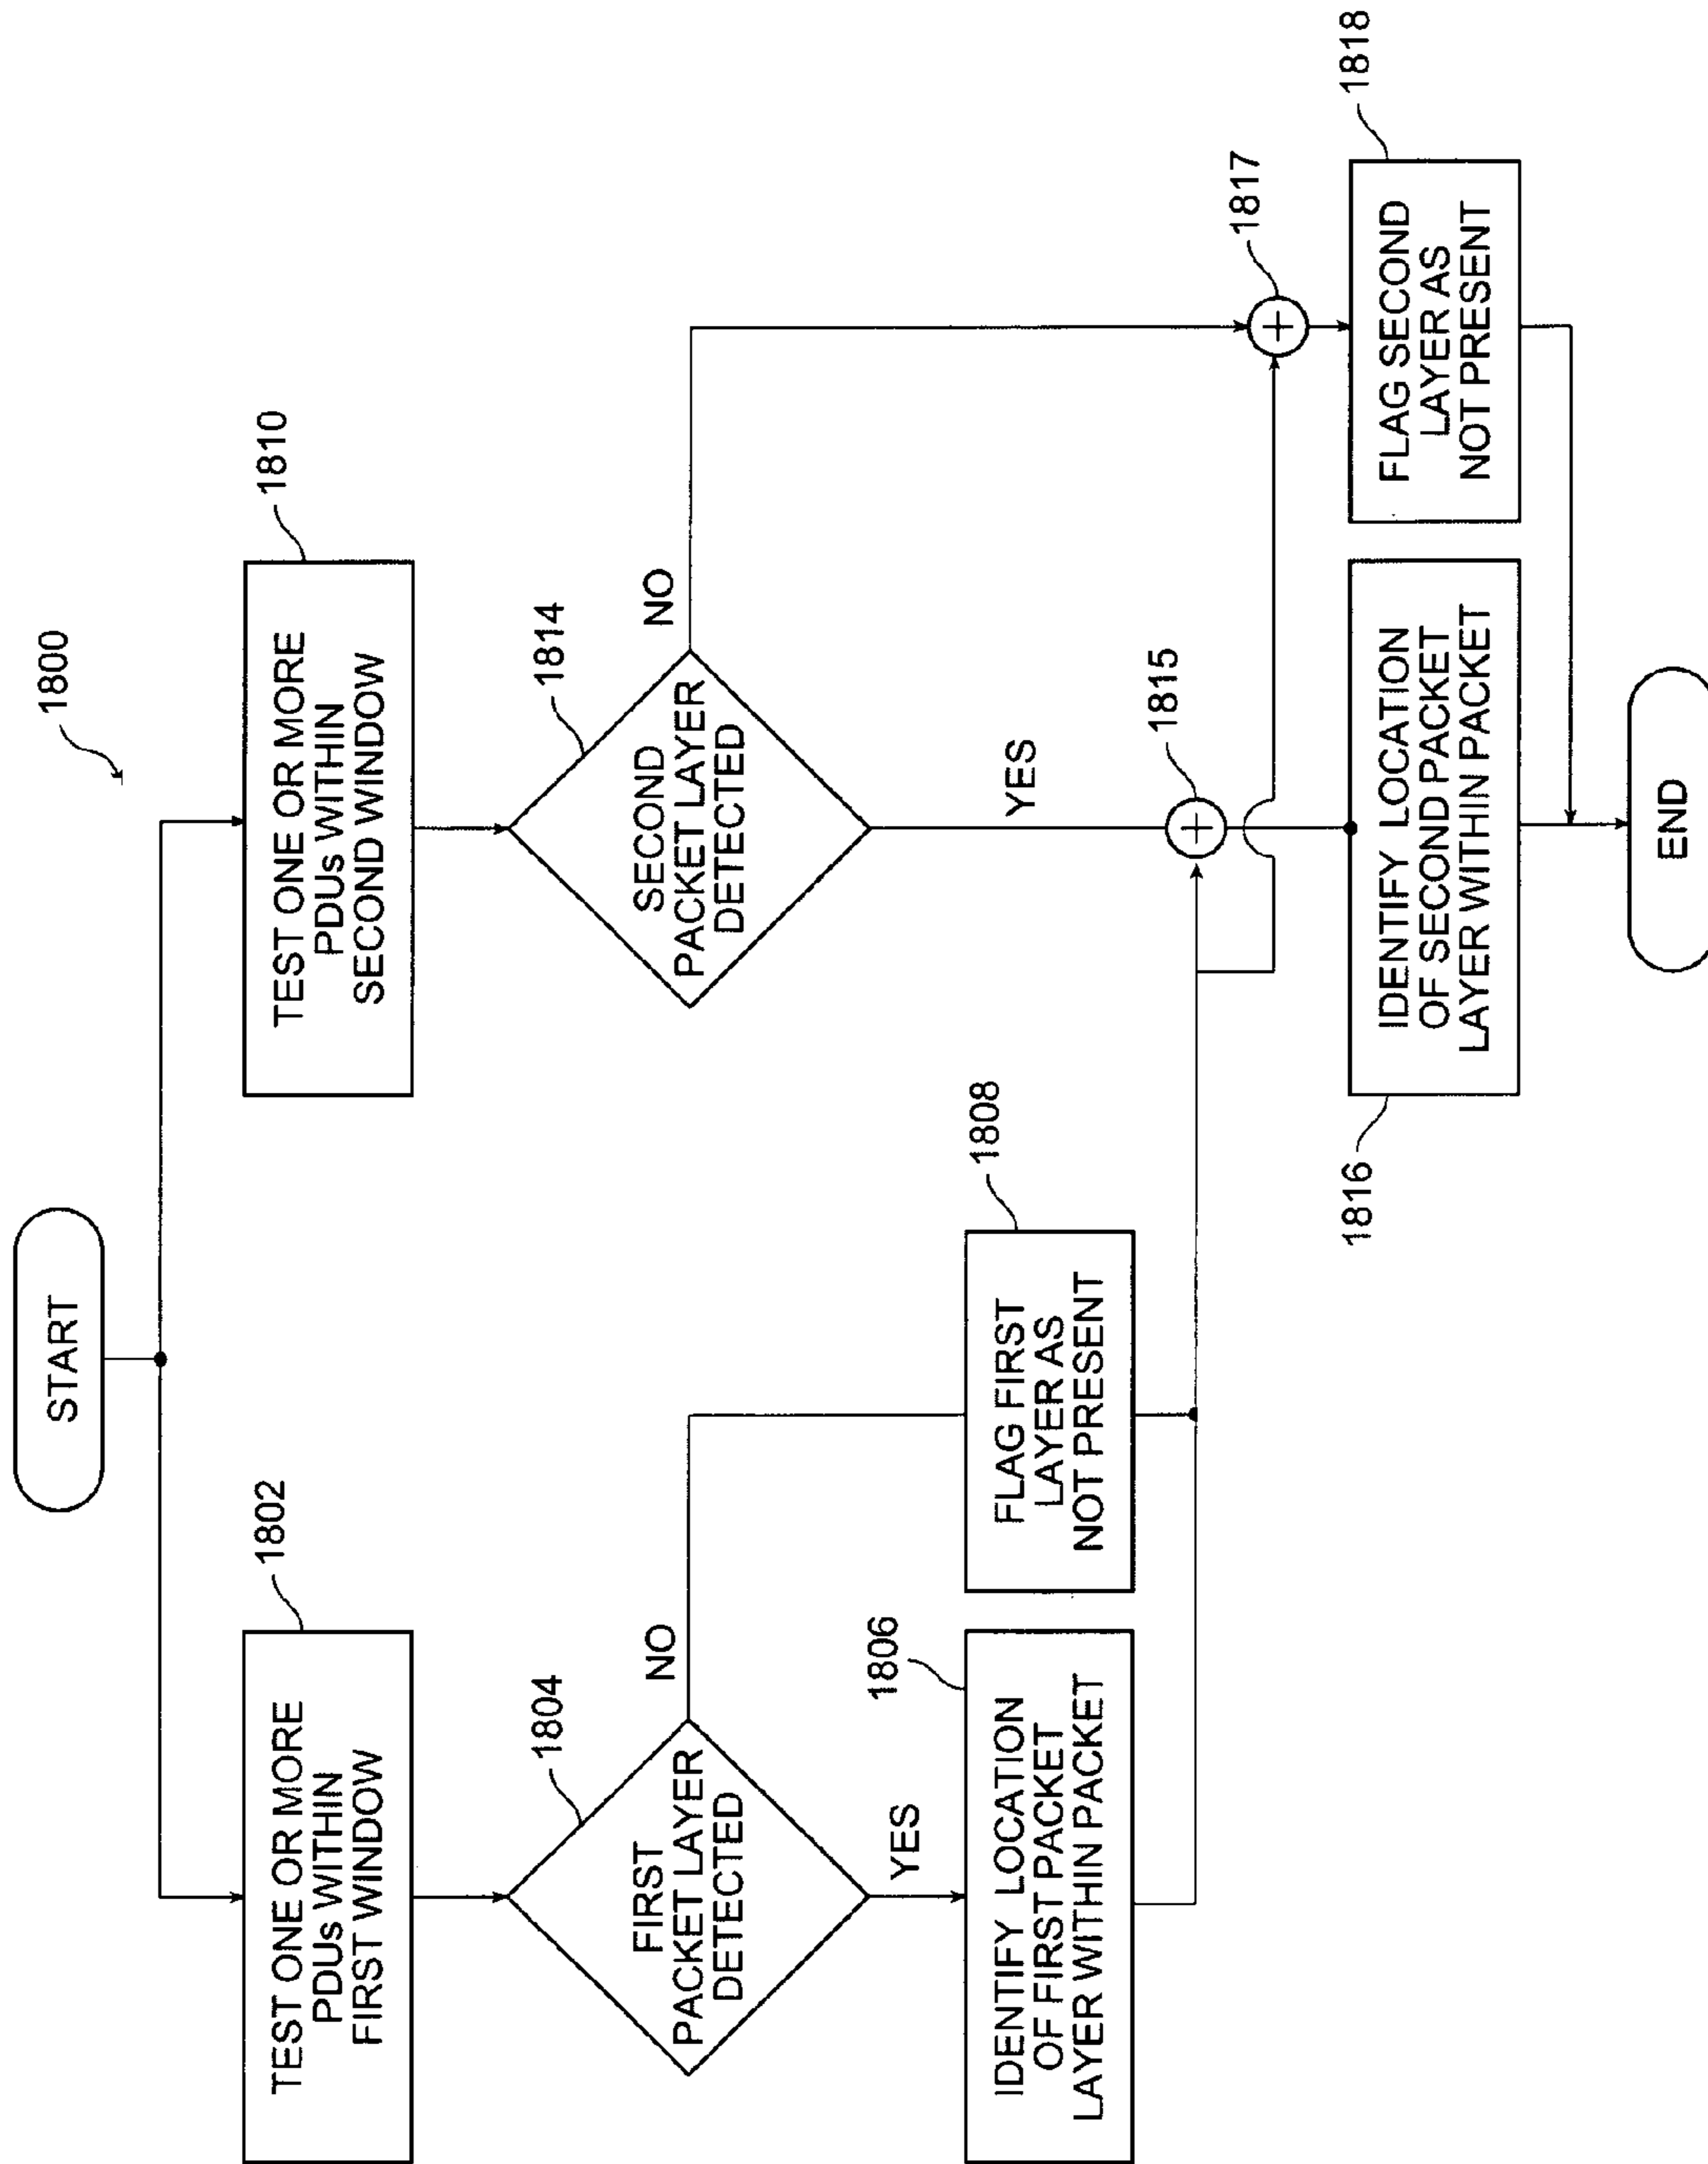 1800
START
1802
TEST ONE OR MORE
PDUs WITHIN
FIRST WINDOW
1810
TEST ONE OR MORE
PDUs WITHIN
SECOND WINDOW
1804
FIRST
PACKET LAYER
DETECTED
NO
YES
1814
SECOND
PACKET LAYER
DETECTED
NO
YES
1806
IDENTIFY LOCATION
OF FIRST PACKET
LAYER WITHIN PACKET
1808
FLAG FIRST
LAYER AS
NOT PRESENT
1815
+
1817
+
1816
IDENTIFY LOCATION
OF SECOND PACKET
LAYER WITHIN PACKET
1818
FLAG SECOND
LAYER AS
NOT PRESENT
END